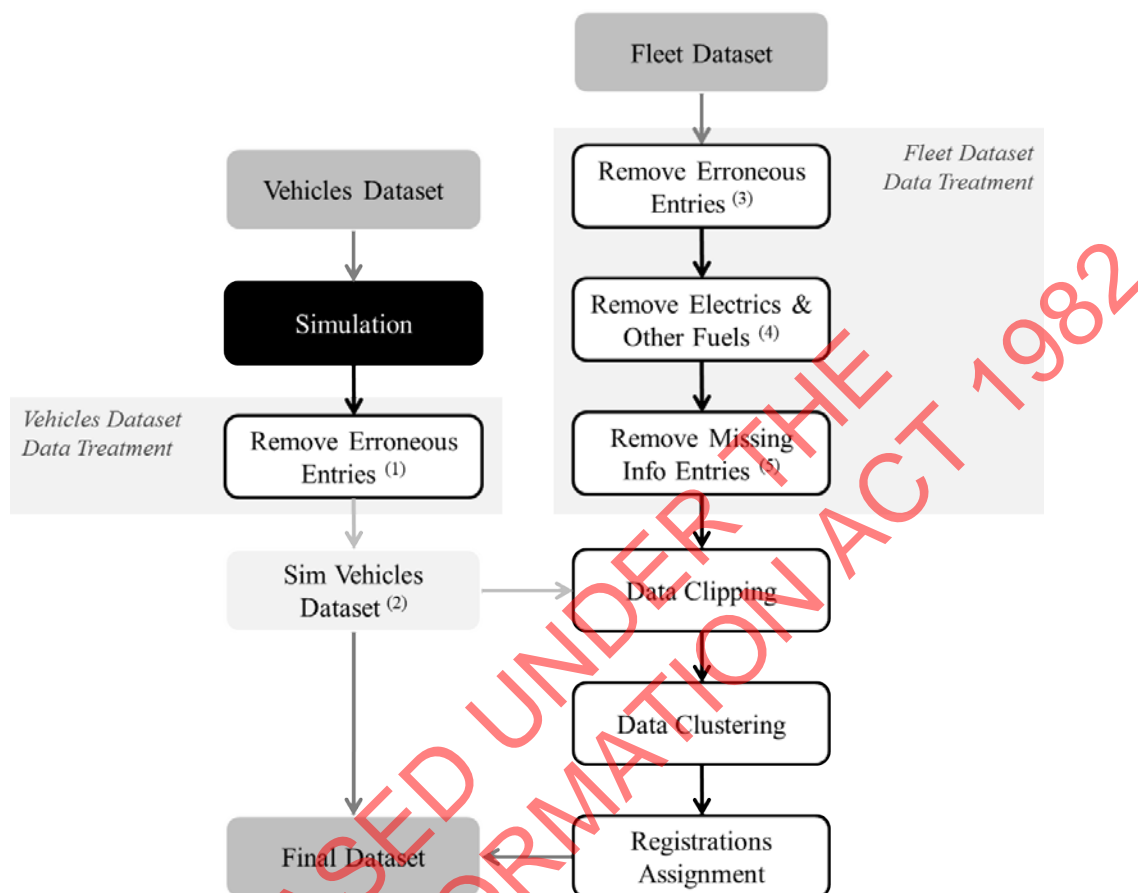 Fleet Dataset
Fleet Dataset
Data Treatment
Remove Erroneous
Entries (3)
Vehicles Dataset
Remove Electrics &
Other Fuels (4)
Simulation
Vehicles Dataset
Data Treatment
Remove Erroneous
Entries (1)
Remove Missing
Info Entries (5)
Sim Vehicles
Dataset (2)
Data Clipping
Data Clustering
Final Dataset
Registrations
Assignment
ASED UNDER THE
ORMATION ACT 1982